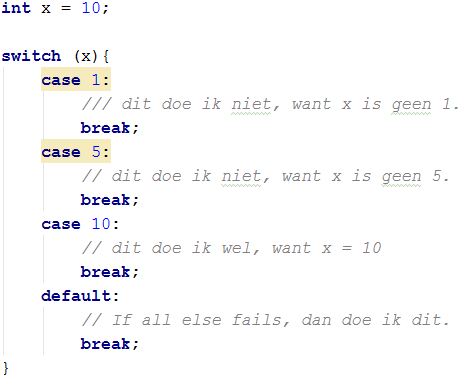 int x = 10;
switch (x){
case 1:
/// dit doe ik niet, want x is geen 1.
break;
case 5:
// dit doe ik niet, want x is geen 5.
break;
case 10:
// dit doe ik wel, want x = 10
break;
default:
// If all else fails, dan doe ik dit.
break;
}